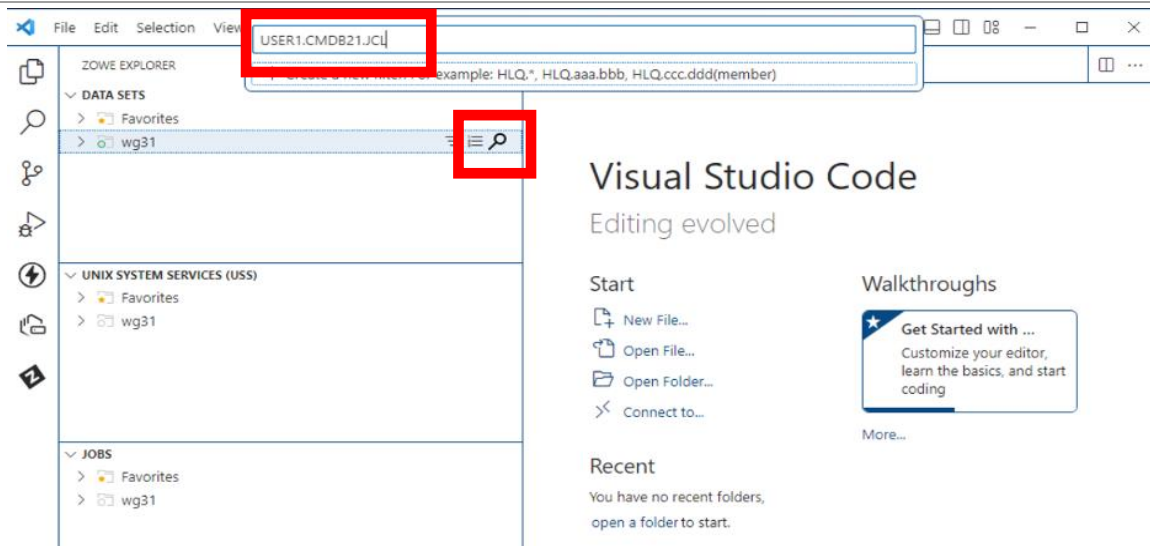 File Edit Selection View
USER1.CMDB21.JCL
Create a new filter. For example: HLQ.*, HLQ.aaa.bbb, HLQ.ccc.ddd(member)
ZOWE EXPLORER
DATA SETS
Favorites
wg31
UNIX SYSTEM SERVICES (USS)
Favorites
wg31
JOBS
Favorites
wg31
Visual Studio Code
Editing evolved
Start
New File...
Open File...
Open Folder...
Connect to...
Recent
You have no recent folders,
open a folder to start.
Walkthroughs
Get Started with ...
Customize your editor,
learn the basics, and start
coding
More...